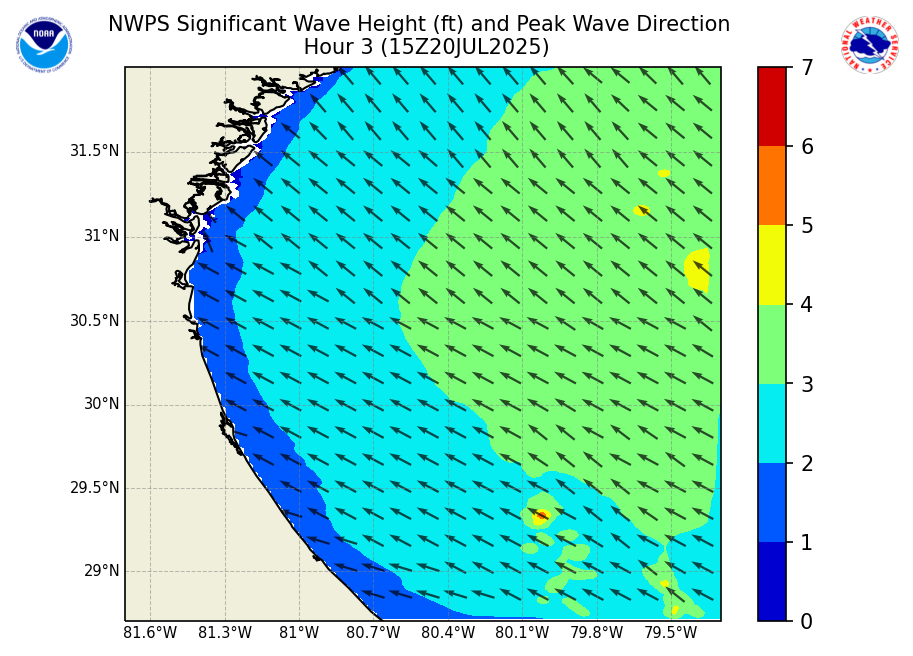 NWPS Significant Wave Height (ft) and Peak Wave Direction
Hour 3 (15Z20JUL2025)
NOAA
NATIONAL WEATHER SERVICE
31.5°N
31°N
30.5°N
30°N
29.5°N
29°N
81.6°W 81.3°W 81°W 80.7°W 80.4°W 80.1°W 79.8°W 79.5°W
7
6
5
4
3
2
1
0